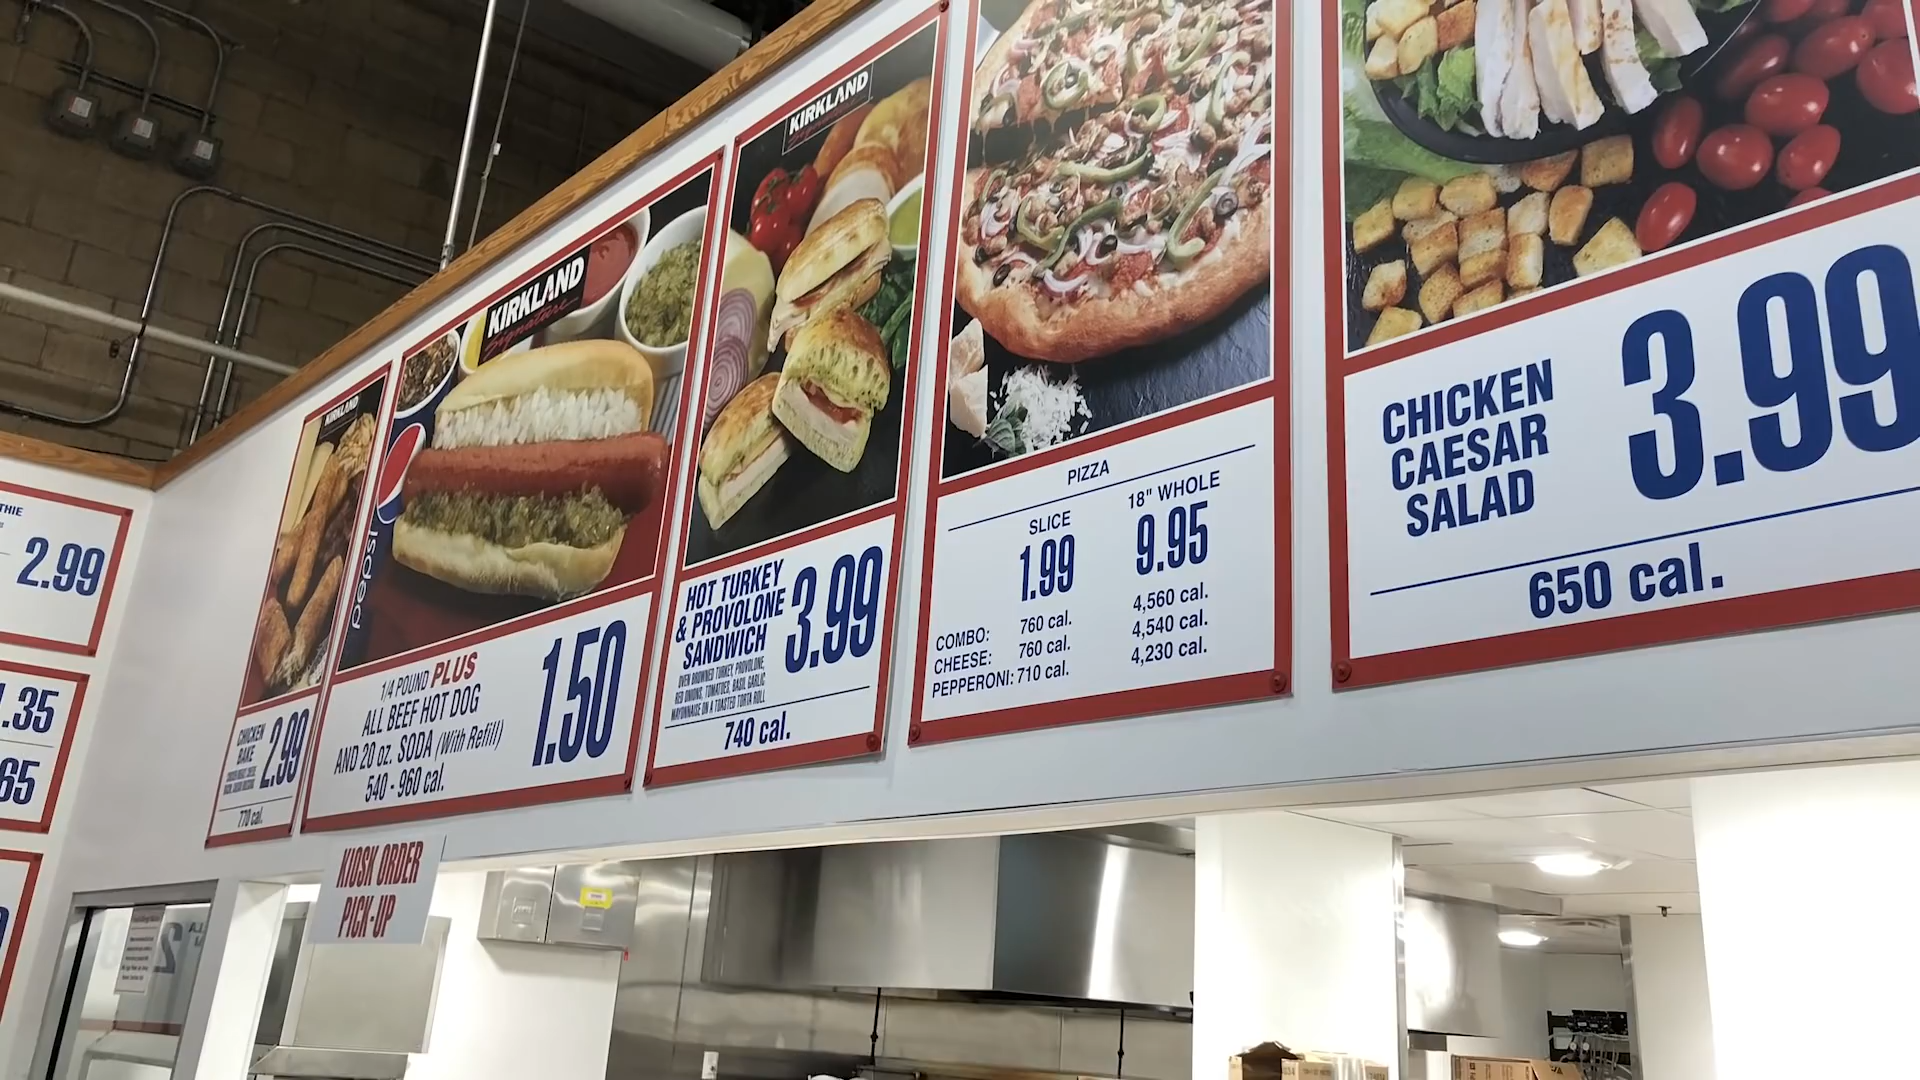 THIE
2.99
.35
65
KIRKLAND
CHICKEN
BAKE
2.99
770 cal.
KIRKLAND
Signature
pepsi
1/4 POUND PLUS
ALL BEEF HOT DOG
AND 20 oz. SODA (With Refill)
540 - 960 cal.
1.50
KIRKLAND
Signature
HOT TURKEY
& PROVOLONE
SANDWICH
3.99
OVEN BROWNED TURKEY, PROVOLONE,
RED ONIONS, TOMATOES, BASIL GARLIC
MAYONNAISE ON A TOASTED TORTA ROLL
740 cal.
PIZZA
SLICE 18" WHOLE
1.99 9.95
COMBO: 760 cal. 4,560 cal.
CHEESE: 760 cal. 4,540 cal.
PEPPERONI: 710 cal. 4,230 cal.
CHICKEN
CAESAR
SALAD
3.99
650 cal.
KIOSK ORDER
PICK-UP